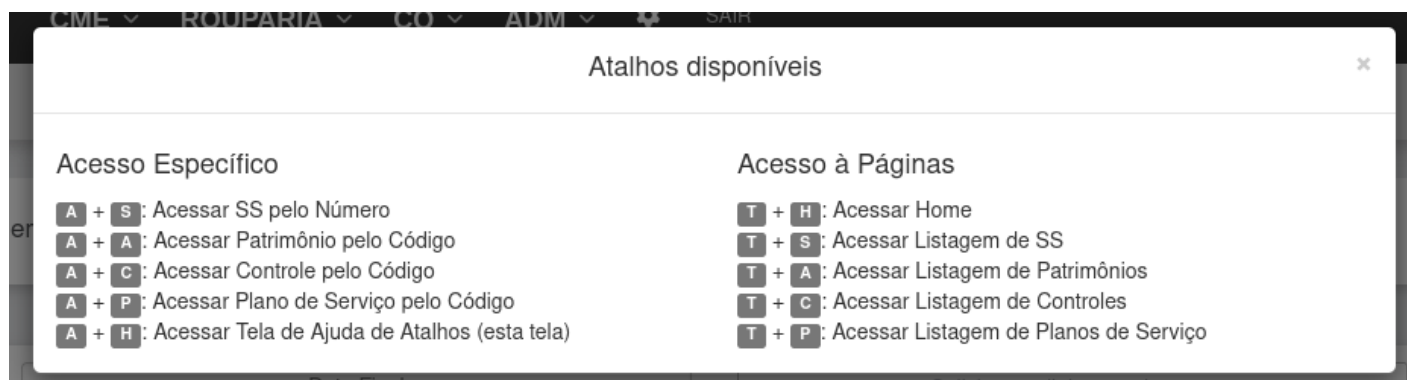 CME ROUPARIA CO ADM SAIR
Atalhos disponíveis ×
Acesso Específico
A + S: Acessar SS pelo Número
A + A: Acessar Patrimônio pelo Código
A + C: Acessar Controle pelo Código
A + P: Acessar Plano de Serviço pelo Código
A + H: Acessar Tela de Ajuda de Atalhos (esta tela)
Acesso à Páginas
T + H: Acessar Home
T + S: Acessar Listagem de SS
T + A: Acessar Listagem de Patrimônios
T + C: Acessar Listagem de Controles
T + P: Acessar Listagem de Planos de Serviço